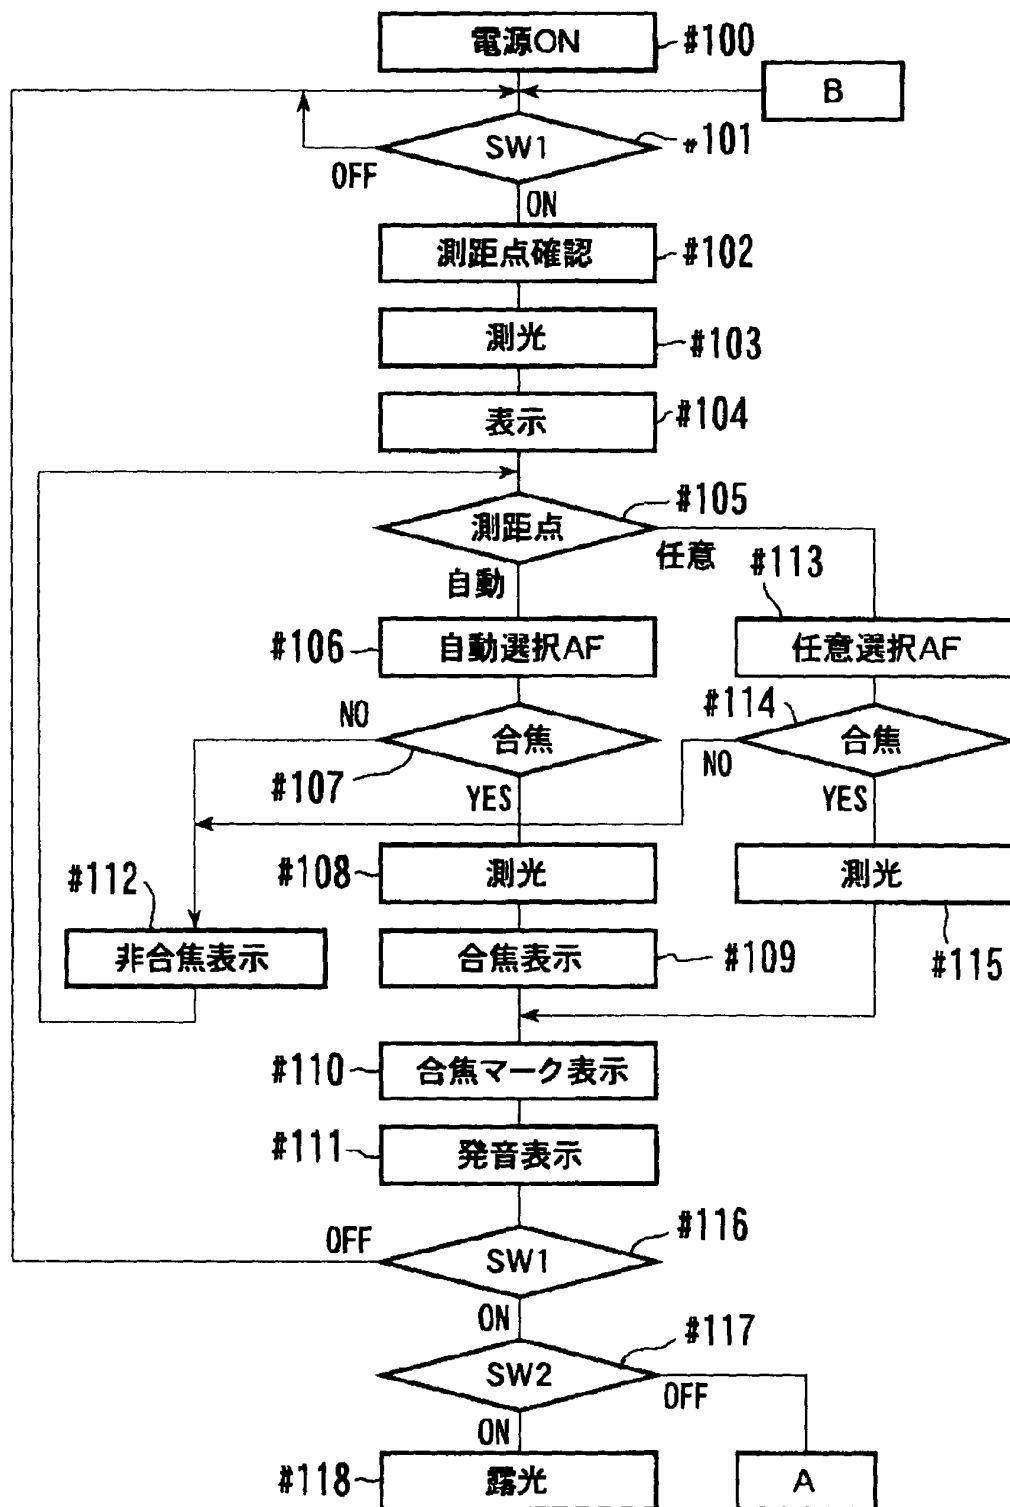 電源ON #100
B
SW1 #101
OFF
ON
測距点確認 #102
測光 #103
表示 #104
測距点 #105
任意 #113
自動
#106 自動選択AF 任意選択AF
NO #114
合焦 合焦
#107 YES NO YES
#108 測光 測光
#112
非合焦表示 合焦表示 #109 #115
#110 合焦マーク表示
#111 発音表示
OFF SW1 #116
ON
SW2 #117
OFF
ON
#118 露光 A